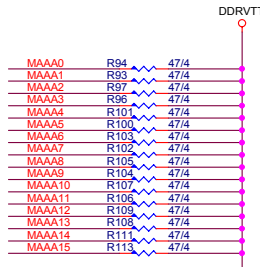 DDRVTT
MAAA0 R94 47/4
MAAA1 R93 47/4
MAAA2 R97 47/4
MAAA3 R96 47/4
MAAA4 R101 47/4
MAAA5 R100 47/4
MAAA6 R103 47/4
MAAA7 R102 47/4
MAAA8 R105 47/4
MAAA9 R104 47/4
MAAA10 R107 47/4
MAAA11 R106 47/4
MAAA12 R109 47/4
MAAA13 R108 47/4
MAAA14 R111 47/4
MAAA15 R113 47/4